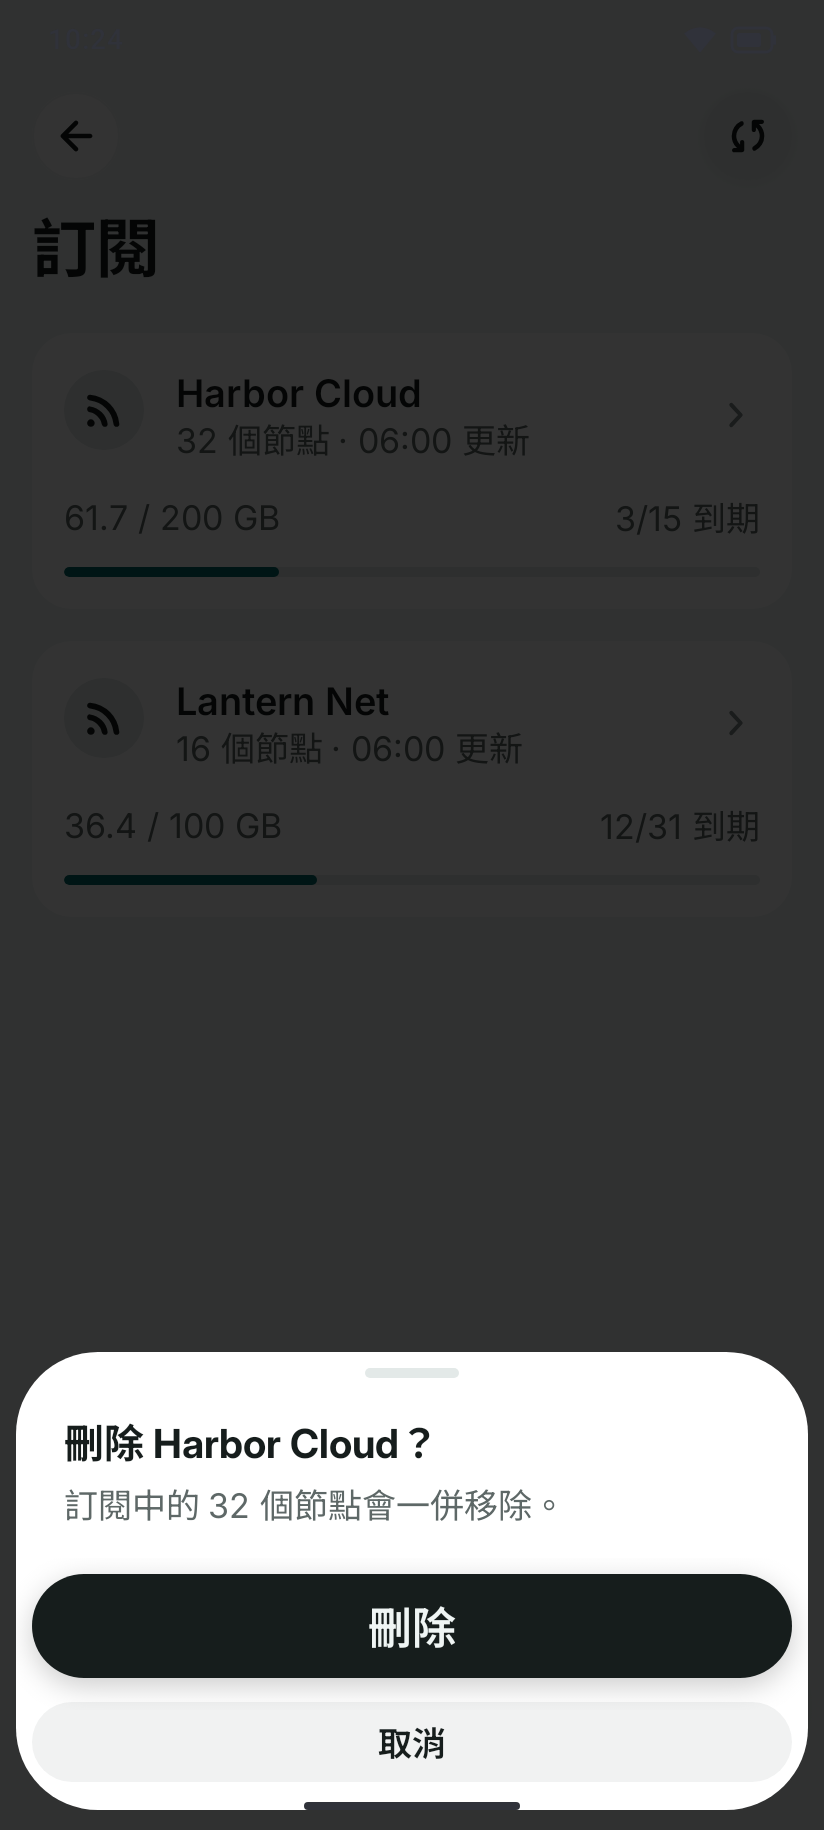 訂閱
Harbor Cloud
32 個節點 · 06:00 更新
61.7 / 200 GB
3/15 到期
Lantern Net
16 個節點 · 06:00 更新
36.4 / 100 GB
12/31 到期
刪除 Harbor Cloud？
訂閱中的 32 個節點會一併移除。
刪除
取消